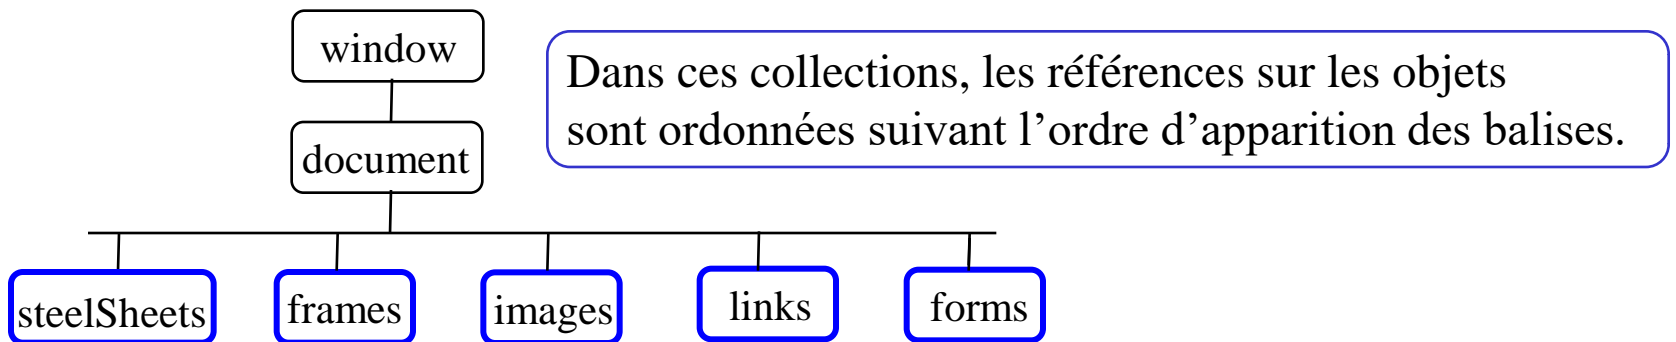 window
Dans ces collections, les références sur les objets
sont ordonnées suivant l’ordre d’apparition des balises.
document
steelSheets
frames
images
links
forms